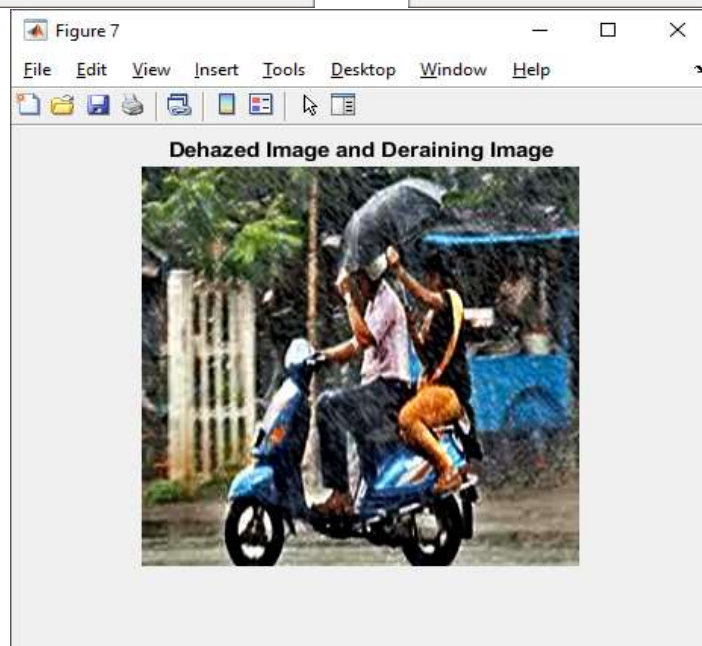 Figure 7
File Edit View Insert Tools Desktop Window Help
Dehazed Image and Deraining Image